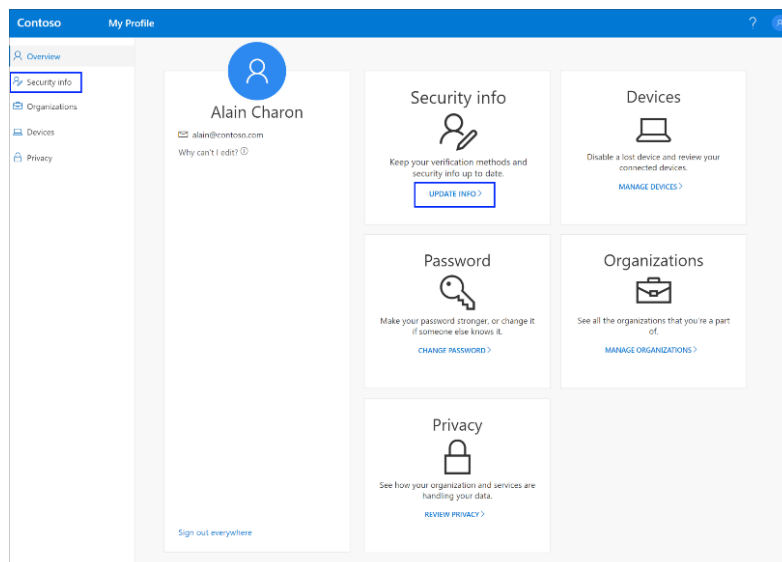 Contoso My Profile ?
Overview
Security info
Organizations
Devices
Privacy
Alain Charon
alain@contoso.com
Why can't I edit?
Sign out everywhere
Security info
Keep your verification methods and
security info up to date.
UPDATE INFO >
Devices
Disable a lost device and review your
connected devices.
MANAGE DEVICES >
Password
Make your password stronger, or change it
if someone else knows it.
CHANGE PASSWORD >
Organizations
See all the organizations that you're a part
of.
MANAGE ORGANIZATIONS >
Privacy
See how your organization and services are
handling your data.
REVIEW PRIVACY >